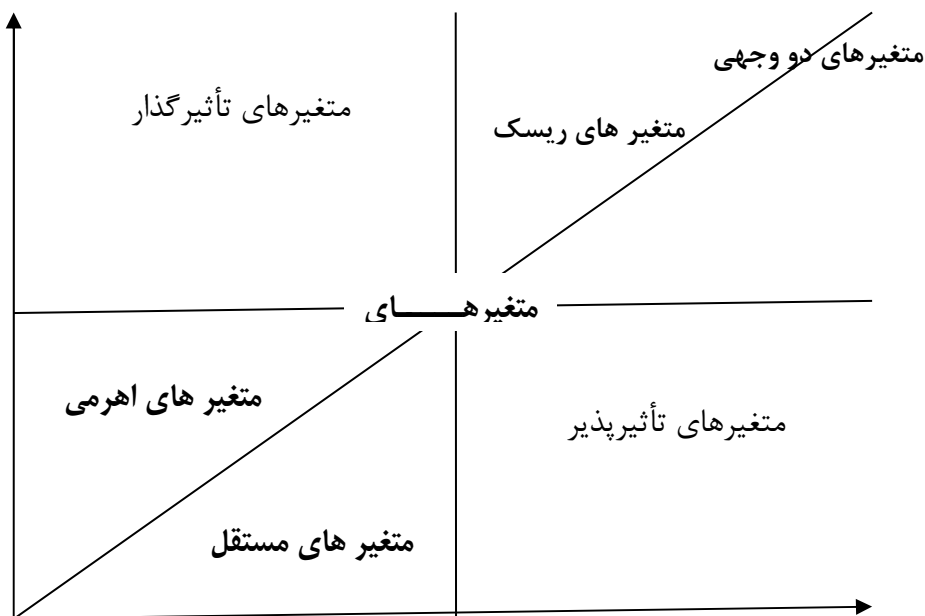 متغیرهای دو وجهی
متغیرهای تأثیرگذار
متغیر های ریسک
متغیرهـــــای
متغیر های اهرمی
متغیرهای تأثیرپذیر
متغیر های مستقل